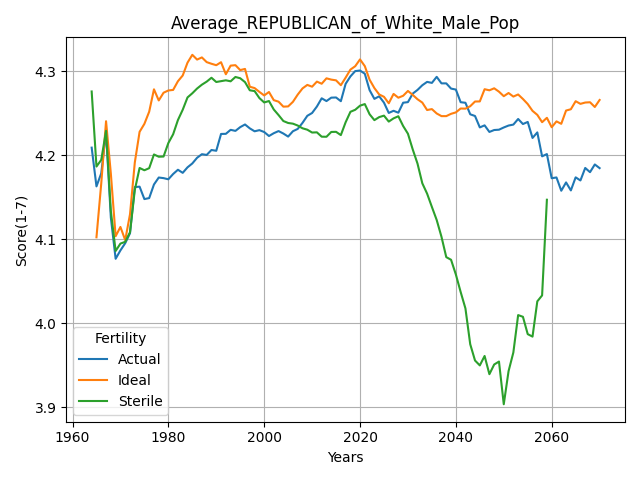 Average_REPUBLICAN_of_White_Male_Pop
Score(1-7)
4.3
4.2
4.1
4.0
3.9
Fertility
Actual
Ideal
Sterile
1960
1980
2000
2020
2040
2060
Years